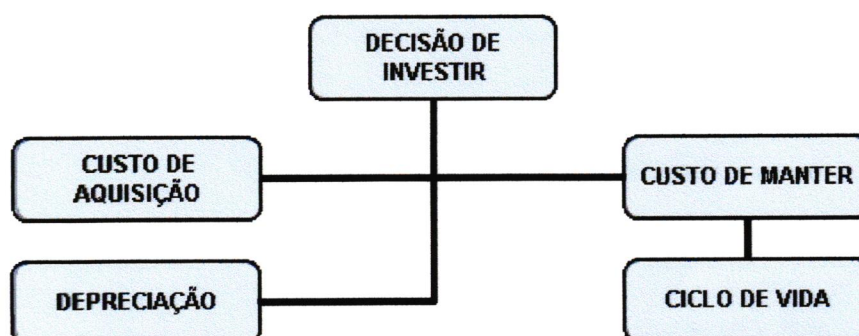 DECISÃO DE
INVESTIR
CUSTO DE
AQUISIÇÃO
CUSTO DE MANTER
DEPRECIAÇÃO
CICLO DE VIDA